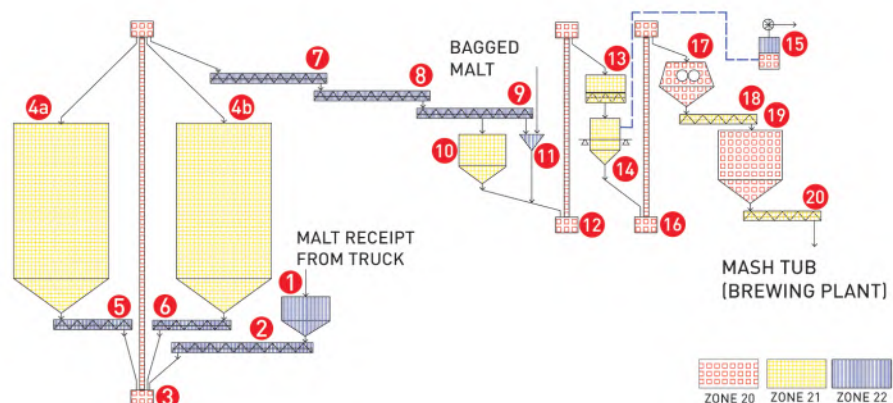 7
8
BAGGED
MALT
9
13
17
15
4a
4b
10
11
14
18
19
12
16
20
MALT RECEIPT
FROM TRUCK
1
5
6
2
3
MASH TUB
(BREWING PLANT)
ZONE 20
ZONE 21
ZONE 22